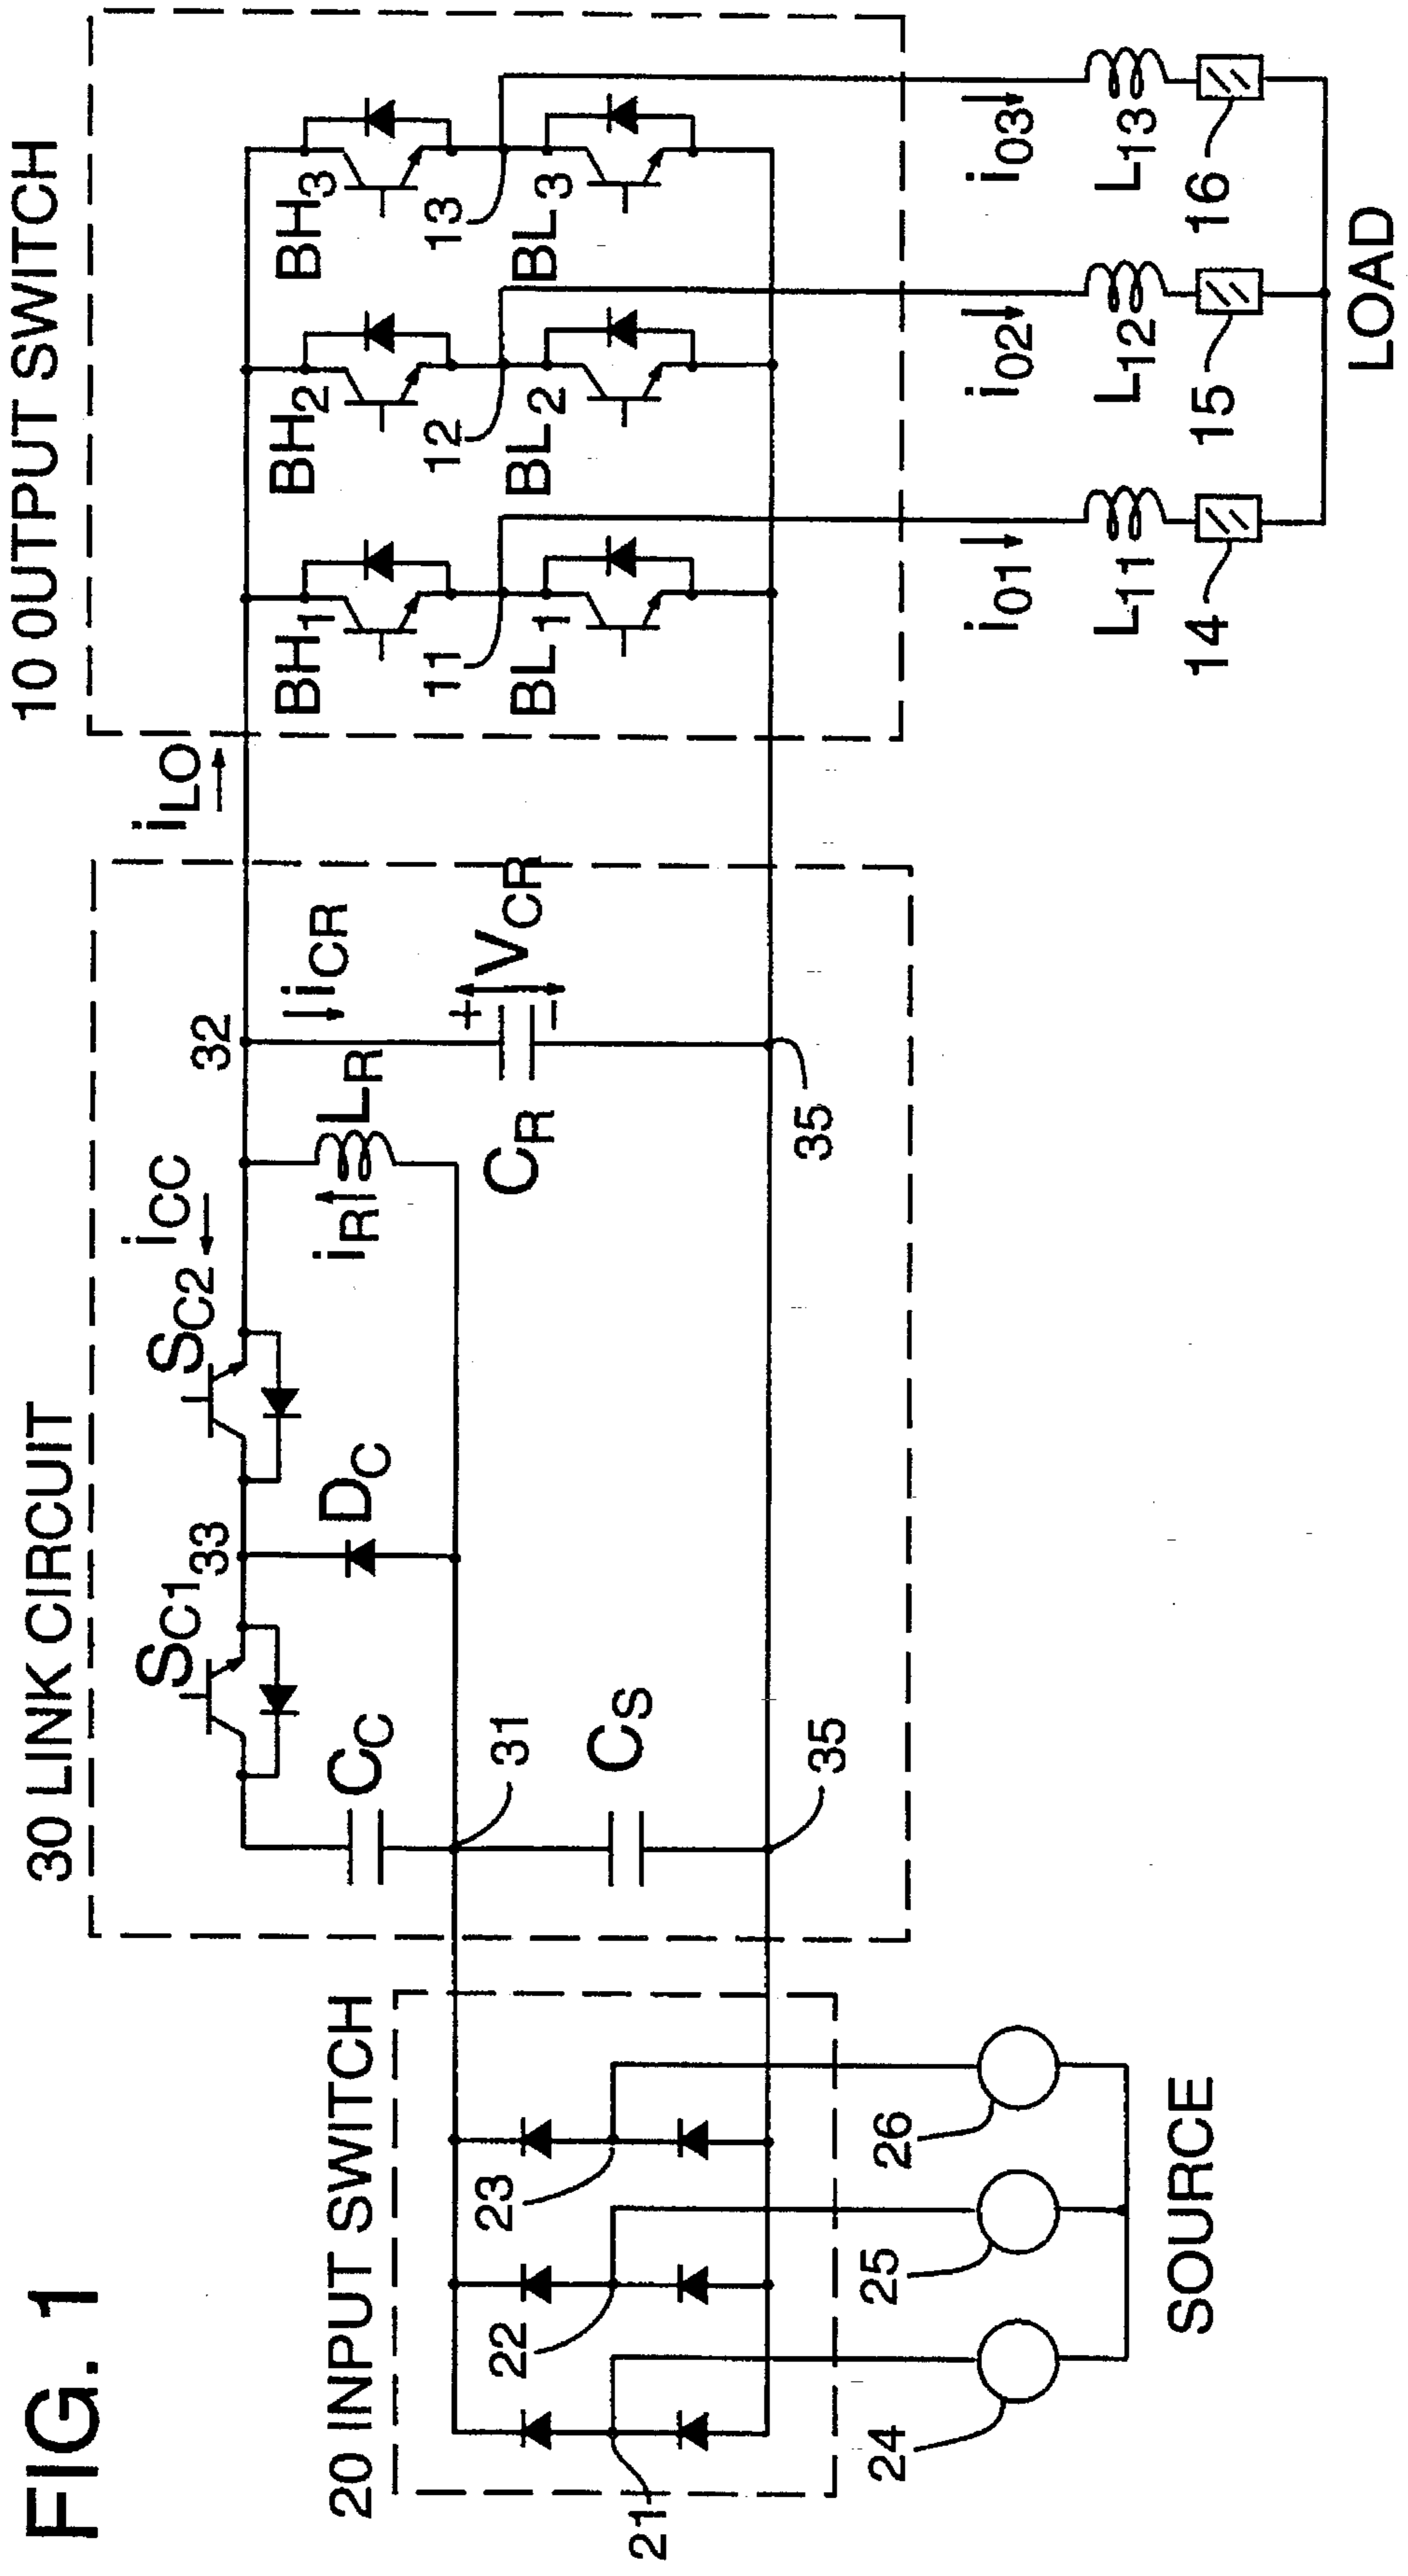 FIG. 1
20 INPUT SWITCH
21
22
23
24
25
26
SOURCE
30 LINK CIRCUIT
SC1
33
SC2
iCC
CC
DC
iR
LR
32
iCR
31
CS
CR
+
VCR
−
35
35
iLO
10 OUTPUT SWITCH
BH1
BH2
BH3
11
12
13
BL1
BL2
BL3
i01
i02
i03
L11
L12
L13
14
15
16
LOAD